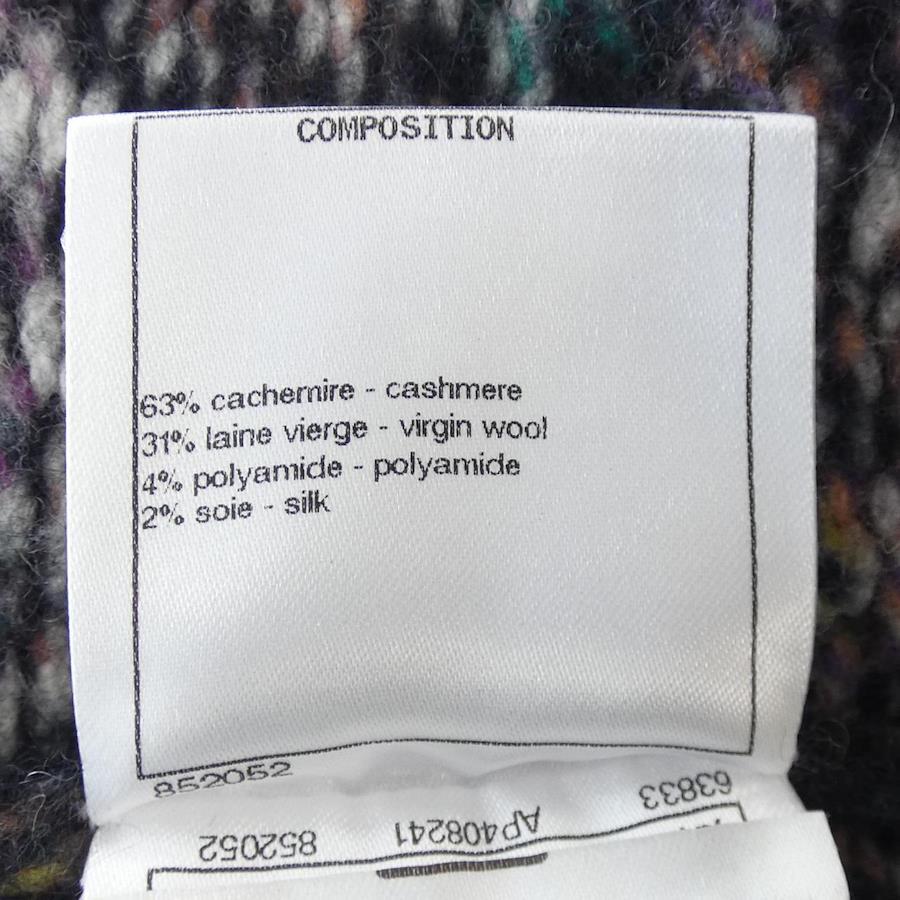 COMPOSITION
63% cachemire - cashmere
31% laine vierge - virgin wool
4% polyamide - polyamide
2% soie - silk
852052
63833
AP408241
852052